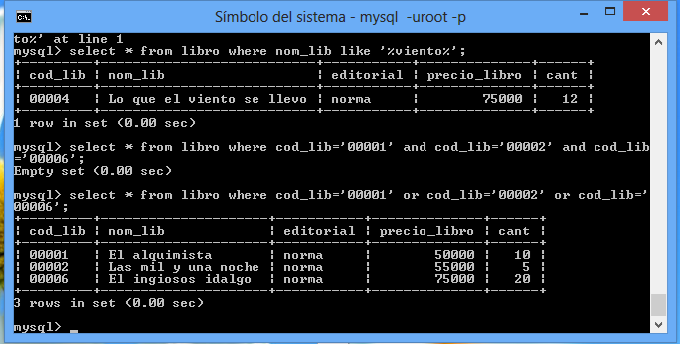 Símbolo del sistema - mysql -uroot -p
to%' at line 1
mysql> select * from libro where nom_lib like '%viento%';
+---------+----------------------------+-----------+--------------+------+
| cod_lib | nom_lib | editorial | precio_libro | cant |
+---------+----------------------------+-----------+--------------+------+
| 00004 | Lo que el viento se llevo | norma | 75000 | 12 |
+---------+----------------------------+-----------+--------------+------+
1 row in set (0.00 sec)
mysql> select * from libro where cod_lib='00001' and cod_lib='00002' and cod_lib
='00006';
Empty set (0.00 sec)
mysql> select * from libro where cod_lib='00001' or cod_lib='00002' or cod_lib='
00006';
+---------+---------------------+-----------+--------------+------+
| cod_lib | nom_lib | editorial | precio_libro | cant |
+---------+---------------------+-----------+--------------+------+
| 00001 | El alquimista | norma | 50000 | 10 |
| 00002 | Las mil y una noche | norma | 55000 | 5 |
| 00006 | El ingiosos idalgo | norma | 75000 | 20 |
+---------+---------------------+-----------+--------------+------+
3 rows in set (0.00 sec)
mysql> _